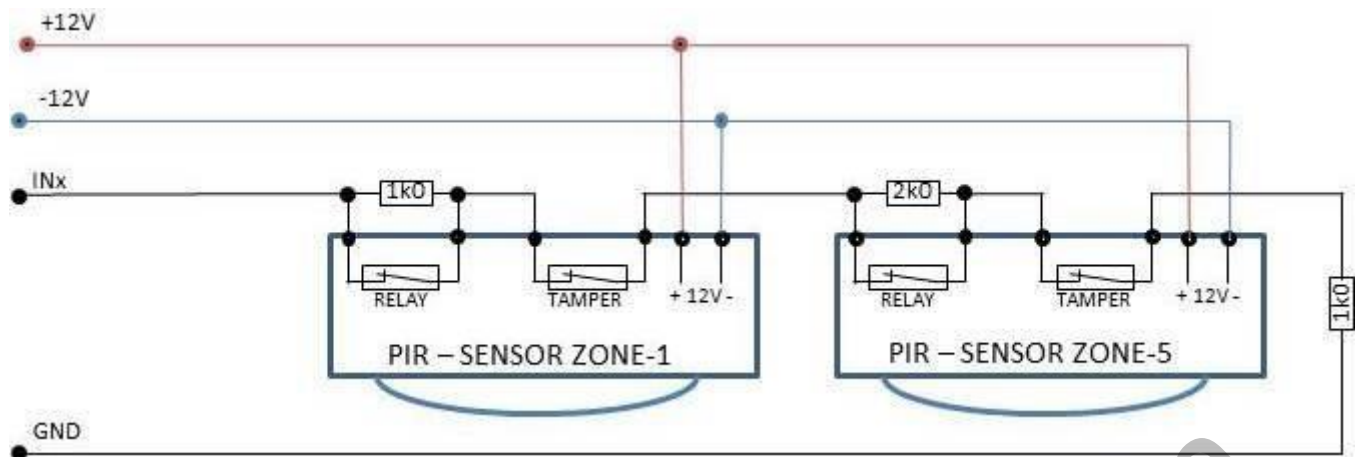 +12V
-12V
INx
1k0
2k0
RELAY
TAMPER
+ 12V -
RELAY
TAMPER
+ 12V -
1k0
PIR – SENSOR ZONE-1
PIR – SENSOR ZONE-5
GND